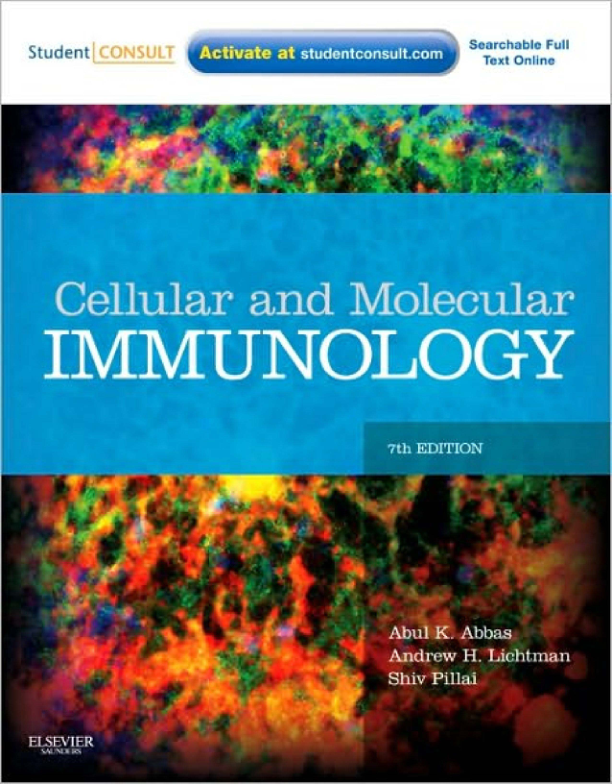 Student CONSULT
Activate at studentconsult.com
Searchable Full
Text Online
Cellular and Molecular
IMMUNOLOGY
7th EDITION
Abul K. Abbas
Andrew H. Lichtman
Shiv Pillai
ELSEVIER
SAUNDERS